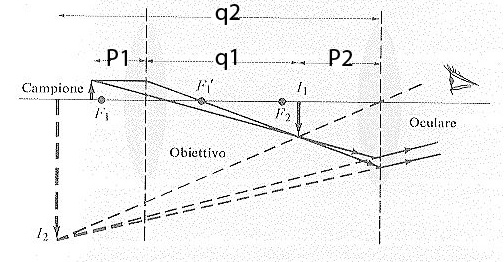 q2
P1 q1 P2
Campione F₁ F₁′ F₂ I₁
Oculare
Obiettivo
I₂